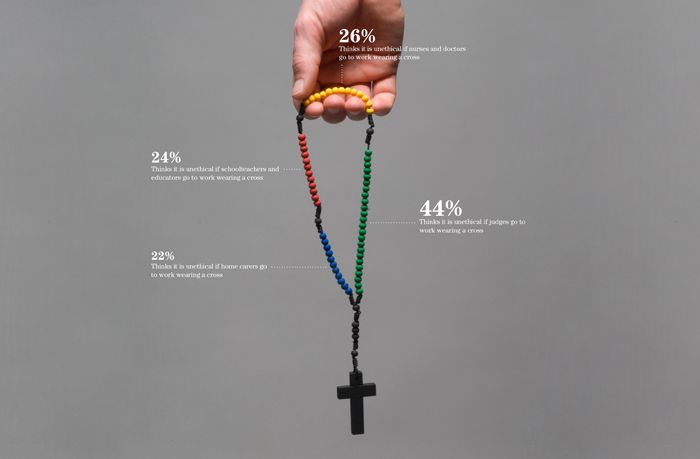 26%
Thinks it is unethical if nurses and doctors
go to work wearing a cross
24%
Thinks it is unethical if schoolteachers and
educators go to work wearing a cross
44%
Thinks it is unethical if judges go to
work wearing a cross
22%
Thinks it is unethical if home carers go
to work wearing a cross